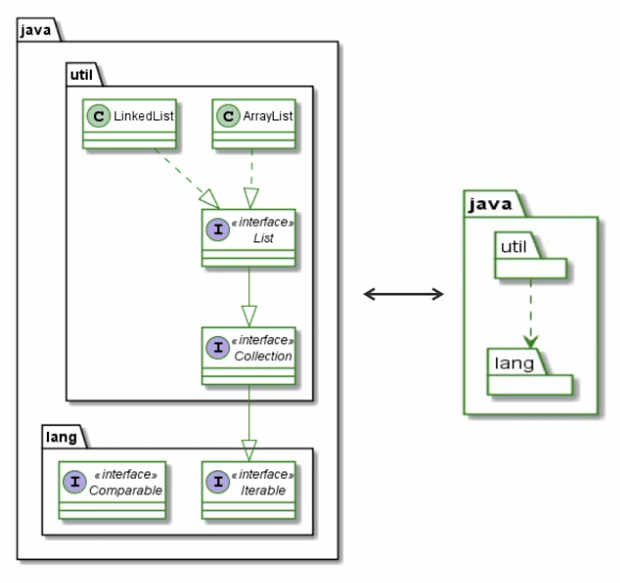 java
util
C LinkedList
C ArrayList
I «interface»
List
I «interface»
Collection
lang
I «interface»
Comparable
I «interface»
Iterable
java
util
lang